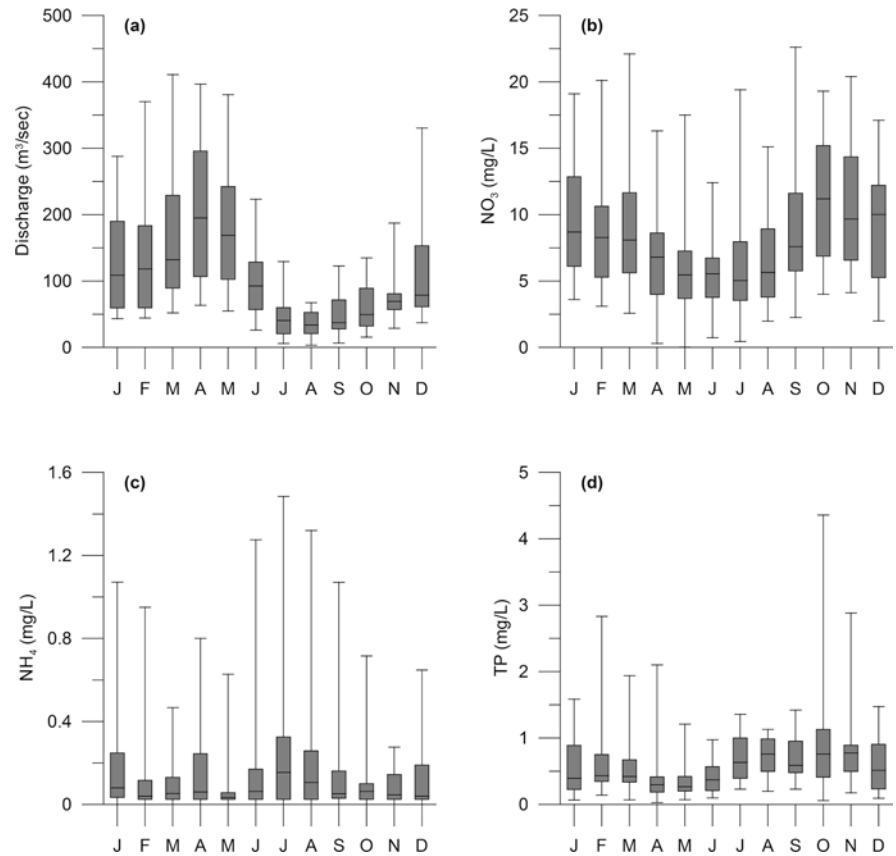 (a)
500
400
300
200
100
0
Discharge (m³/sec)
J F M A M J J A S O N D
(b)
25
20
15
10
5
0
NO₃ (mg/L)
J F M A M J J A S O N D
(c)
1.6
1.2
0.8
0.4
0
NH₄ (mg/L)
J F M A M J J A S O N D
(d)
5
4
3
2
1
0
TP (mg/L)
J F M A M J J A S O N D